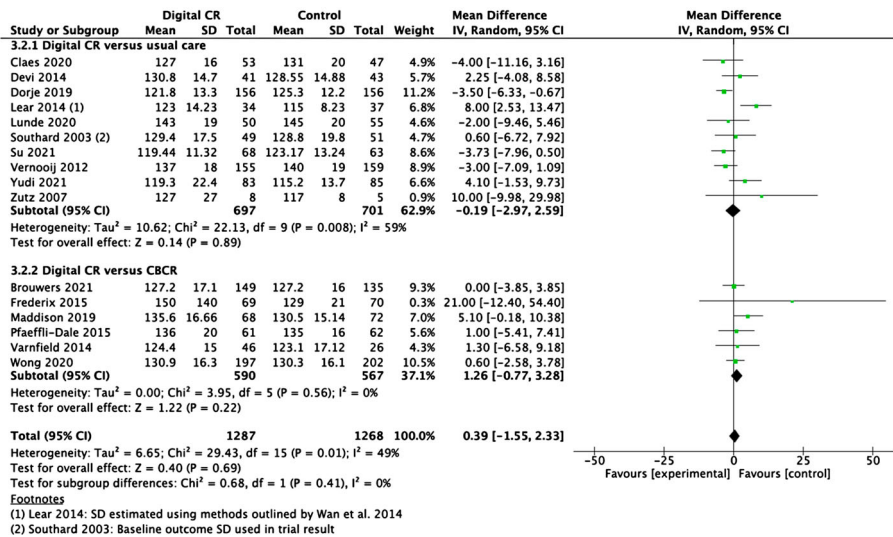 Digital CR Control Mean Difference Mean Difference
Study or Subgroup Mean SD Total Mean SD Total Weight IV, Random, 95% CI IV, Random, 95% CI
3.2.1 Digital CR versus usual care
Claes 2020 127 16 53 131 20 47 4.9% -4.00 [-11.16, 3.16]
Devi 2014 130.8 14.7 41 128.55 14.88 43 5.9% 2.25 [-4.08, 8.58]
Dorje 2019 121.8 13.3 156 125.3 12.2 156 11.2% -3.50 [-6.33, -0.67]
Lear 2014 (1) 123 14.23 34 115 8.23 37 6.8% 8.00 [2.53, 13.47]
Lunde 2020 143 19 50 145 20 55 4.6% -2.00 [-9.46, 5.46]
Southard 2003 (2) 129.4 17.5 49 128.8 19.8 51 4.7% 0.60 [-6.72, 7.92]
Su 2021 119.44 11.32 68 123.17 13.24 63 8.6% -3.73 [-7.96, 0.50]
Vernooij 2012 137 18 155 140 19 159 8.9% -3.00 [-7.09, 1.09]
Yudi 2021 119.3 22.4 83 115.2 13.7 85 6.6% 4.10 [-1.53, 9.73]
Zutz 2007 127 27 8 117 8 5 0.9% 10.00 [-9.98, 29.98]
Subtotal (95% CI) 697 701 62.9% -0.19 [-2.97, 2.59]
Heterogeneity: Tau² = 10.62; Chi² = 22.13, df = 9 (P = 0.008); I² = 59%
Test for overall effect: Z = 0.14 (P = 0.89)
3.2.2 Digital CR versus CBCR
Brouwers 2021 127.2 17.1 149 127.2 16 135 9.3% 0.00 [-3.85, 3.85]
Frederix 2015 150 140 69 129 21 70 0.3% 21.00 [-12.40, 54.40]
Maddison 2019 135.6 16.66 68 130.5 15.14 72 7.0% 5.10 [-0.18, 10.38]
Pfaeffli-Dale 2015 136 20 61 135 16 62 5.8% 1.00 [-5.41, 7.41]
Varnfield 2014 124.4 15 46 123.1 17.12 26 4.2% 1.30 [-6.58, 9.18]
Wong 2020 130.9 16.3 197 130.3 16.1 202 10.5% 0.60 [-2.58, 3.78]
Subtotal (95% CI) 590 567 37.1% 1.26 [-0.77, 3.28]
Heterogeneity: Tau² = 0.00; Chi² = 3.95, df = 5 (P = 0.56); I² = 0%
Test for overall effect: Z = 1.22 (P = 0.22)
Total (95% CI) 1287 1268 100.0% 0.39 [-1.55, 2.33]
Heterogeneity: Tau² = 6.65; Chi² = 29.43, df = 15 (P = 0.01); I² = 49%
Test for overall effect: Z = 0.40 (P = 0.69)
Test for subgroup differences: Chi² = 0.68, df = 1 (P = 0.41), I² = 0%
-50 -25 0 25 50
Favours [experimental] Favours [control]
Footnotes
(1) Lear 2014: SD estimated using methods outlined by Wan et al. 2014
(2) Southard 2003: Baseline outcome SD used in trial result